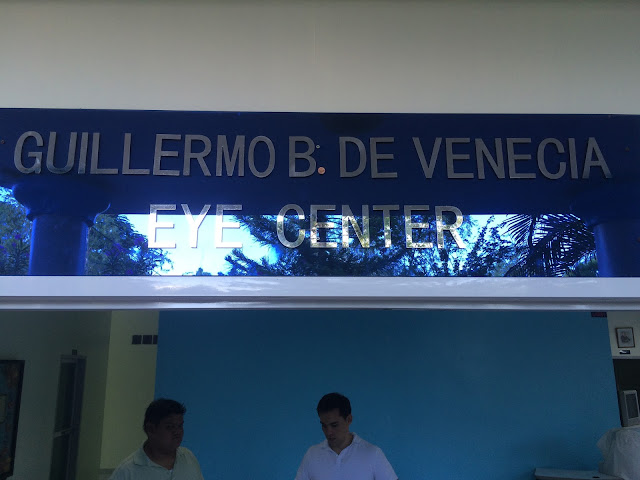 GUILLERMO B. DE VENECIA
EYE CENTER